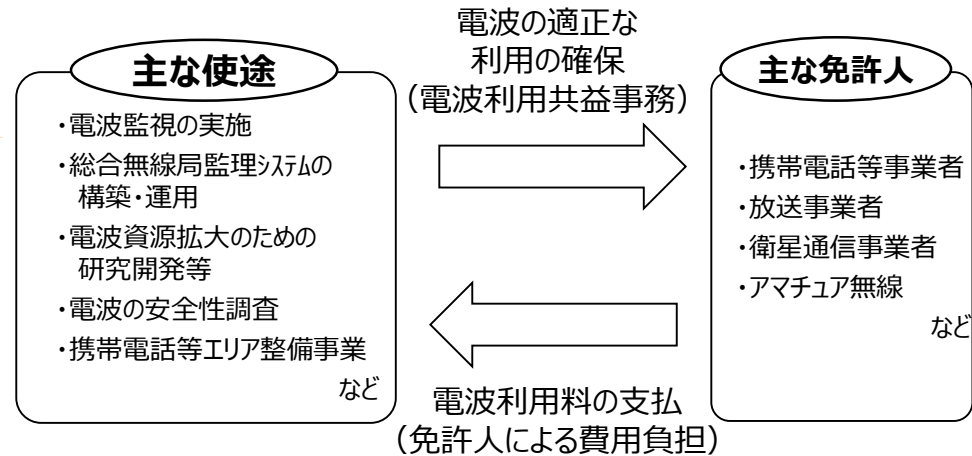 主な使途
・電波監視の実施
・総合無線局監理ｼｽﾃﾑの
構築・運用
・電波資源拡大のための
研究開発等
・電波の安全性調査
・携帯電話等エリア整備事業
など
電波の適正な
利用の確保
（電波利用共益事務）
電波利用料の支払
（免許人による費用負担）
主な免許人
・携帯電話等事業者
・放送事業者
・衛星通信事業者
・アマチュア無線
など